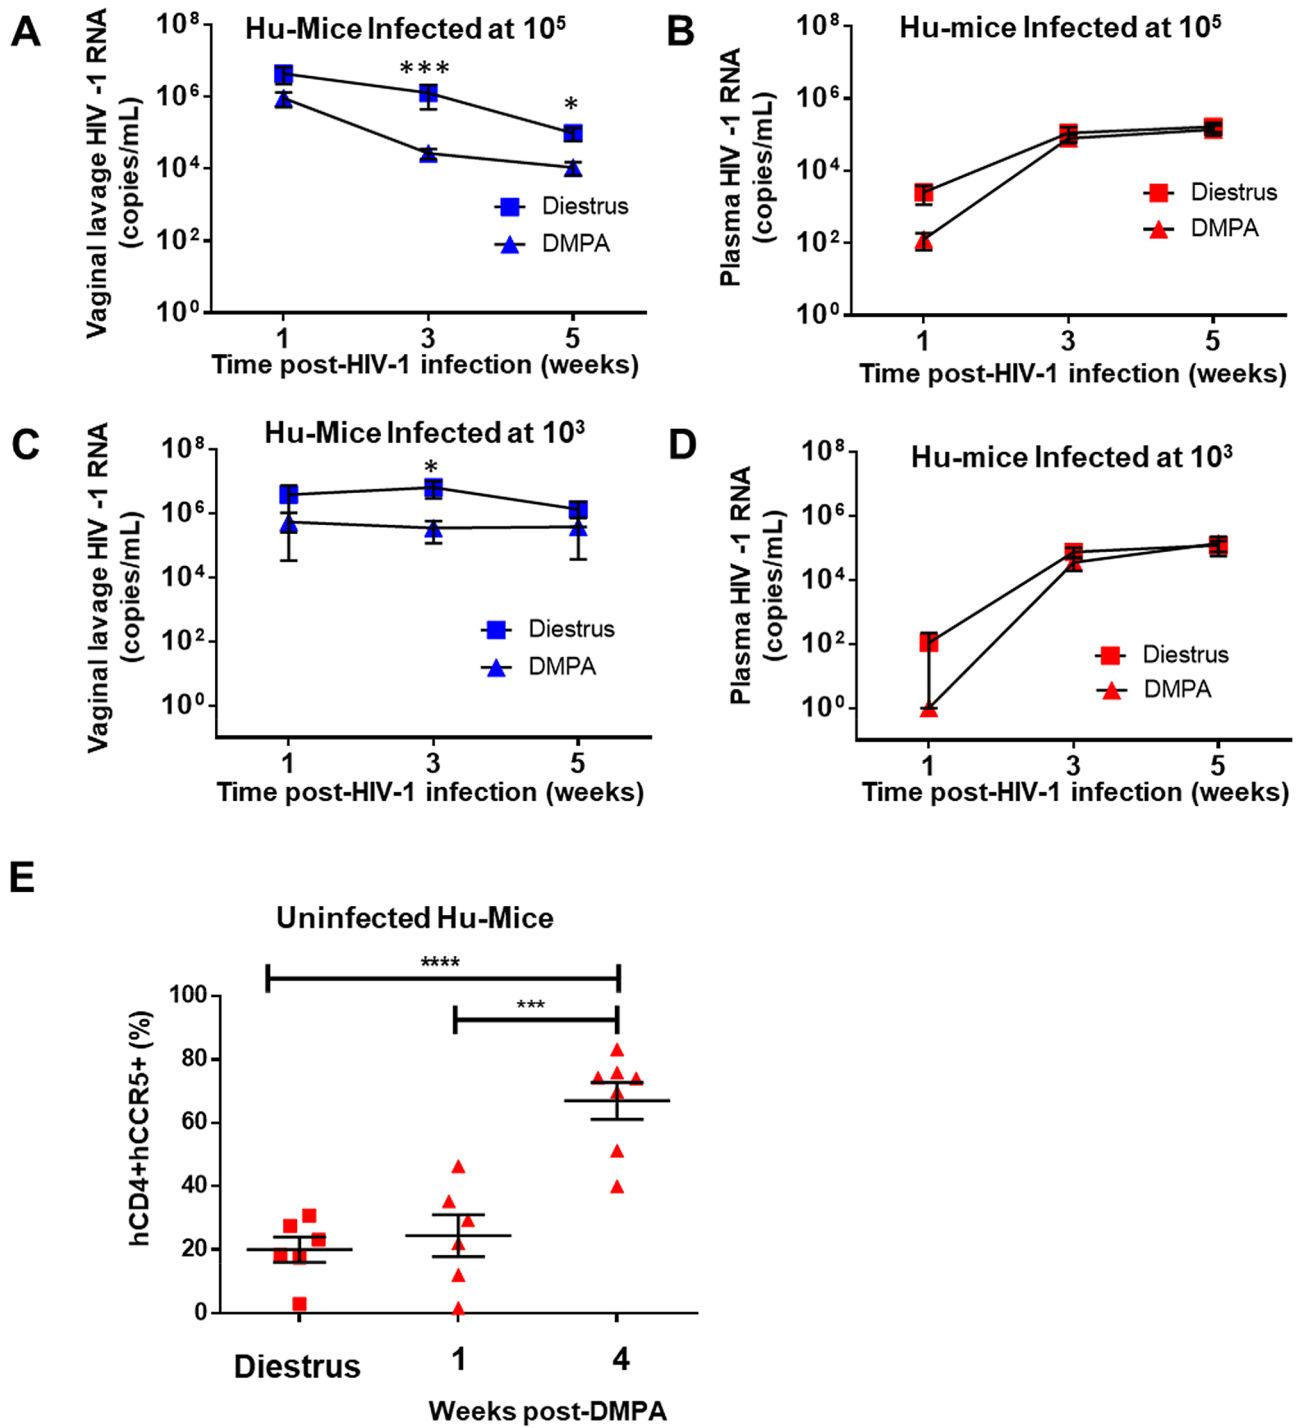 A
Hu-Mice Infected at 10⁵
Vaginal lavage HIV -1 RNA
(copies/mL)
10⁸
10⁶
10⁴
10²
10⁰
***
*
Diestrus
DMPA
1 3 5
Time post-HIV-1 infection (weeks)
B
Hu-mice Infected at 10⁵
Plasma HIV -1 RNA
(copies/mL)
10⁸
10⁶
10⁴
10²
10⁰
Diestrus
DMPA
1 3 5
Time post-HIV-1 infection (weeks)
C
Hu-Mice Infected at 10³
Vaginal lavage HIV -1 RNA
(copies/mL)
10⁸
10⁶
10⁴
10²
10⁰
*
Diestrus
DMPA
1 3 5
Time post-HIV-1 infection (weeks)
D
Hu-mice Infected at 10³
Plasma HIV -1 RNA
(copies/mL)
10⁸
10⁶
10⁴
10²
10⁰
Diestrus
DMPA
1 3 5
Time post-HIV-1 infection (weeks)
E
Uninfected Hu-Mice
****
***
hCD4+hCCR5+ (%)
100
80
60
40
20
0
Diestrus 1 4
Weeks post-DMPA